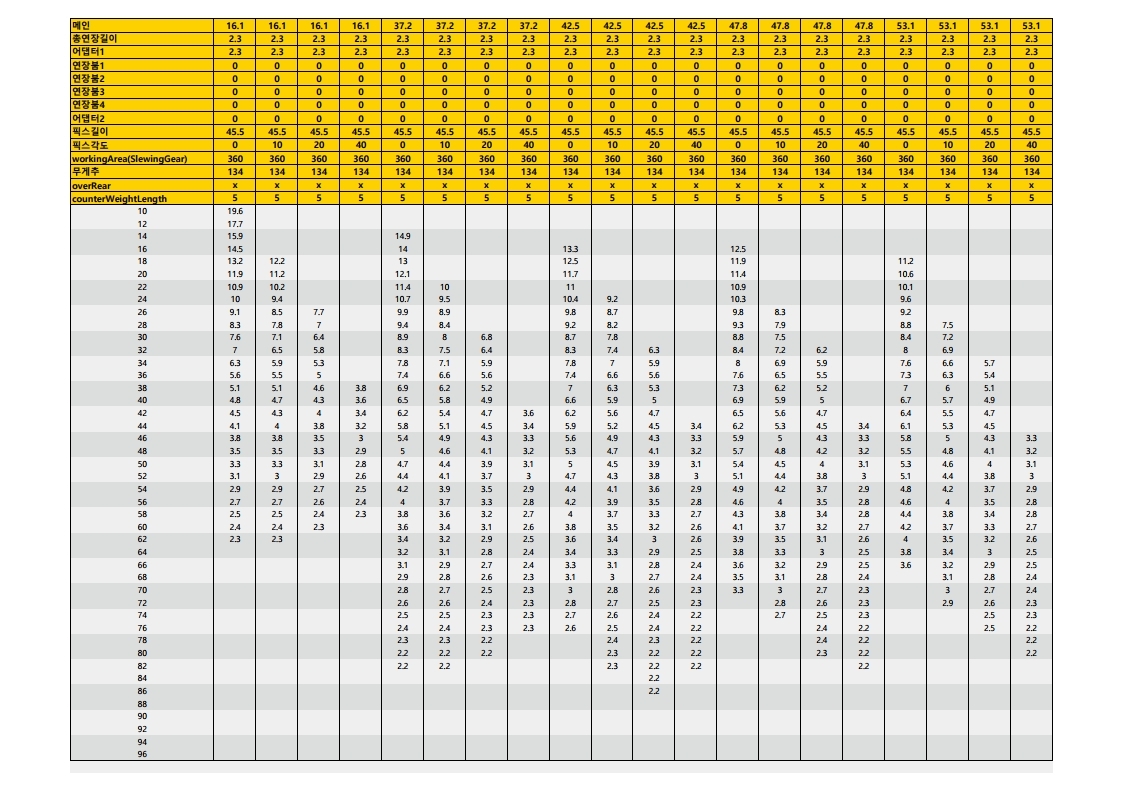 메인 16.1 16.1 16.1 16.1 37.2 37.2 37.2 37.2 42.5 42.5 42.5 42.5 47.8 47.8 47.8 47.8 53.1 53.1 53.1 53.1
총연장길이 2.3 2.3 2.3 2.3 2.3 2.3 2.3 2.3 2.3 2.3 2.3 2.3 2.3 2.3 2.3 2.3 2.3 2.3 2.3 2.3
어댑터1 2.3 2.3 2.3 2.3 2.3 2.3 2.3 2.3 2.3 2.3 2.3 2.3 2.3 2.3 2.3 2.3 2.3 2.3 2.3 2.3
연장붐1 0 0 0 0 0 0 0 0 0 0 0 0 0 0 0 0 0 0 0 0
연장붐2 0 0 0 0 0 0 0 0 0 0 0 0 0 0 0 0 0 0 0 0
연장붐3 0 0 0 0 0 0 0 0 0 0 0 0 0 0 0 0 0 0 0 0
연장붐4 0 0 0 0 0 0 0 0 0 0 0 0 0 0 0 0 0 0 0 0
어댑터2 0 0 0 0 0 0 0 0 0 0 0 0 0 0 0 0 0 0 0 0
픽스길이 45.5 45.5 45.5 45.5 45.5 45.5 45.5 45.5 45.5 45.5 45.5 45.5 45.5 45.5 45.5 45.5 45.5 45.5 45.5 45.5
픽스각도 0 10 20 40 0 10 20 40 0 10 20 40 0 10 20 40 0 10 20 40
workingArea(SlewingGear) 360 360 360 360 360 360 360 360 360 360 360 360 360 360 360 360 360 360 360 360
무게추 134 134 134 134 134 134 134 134 134 134 134 134 134 134 134 134 134 134 134 134
overRear x x x x x x x x x x x x x x x x x x x x
counterWeightLength 5 5 5 5 5 5 5 5 5 5 5 5 5 5 5 5 5 5 5 5
10 19.6
12 17.7
14 15.9 14.9
16 14.5 14 13.3 12.5
18 13.2 12.2 13 12.5 11.9 11.2
20 11.9 11.2 12.1 11.7 11.4 10.6
22 10.9 10.2 11.4 10 11 10.9 10.1
24 10 9.4 10.7 9.5 10.4 9.2 10.3 9.6
26 9.1 8.5 7.7 9.9 8.9 9.8 8.7 9.8 8.3 9.2
28 8.3 7.8 7 9.4 8.4 9.2 8.2 9.3 7.9 8.8 7.5
30 7.6 7.1 6.4 8.9 8 6.8 8.7 7.8 8.8 7.5 8.4 7.2
32 7 6.5 5.8 8.3 7.5 6.4 8.3 7.4 6.3 8.4 7.2 6.2 8 6.9
34 6.3 5.9 5.3 7.8 7.1 5.9 7.8 7 5.9 8 6.9 5.9 7.6 6.6 5.7
36 5.6 5.5 5 7.4 6.6 5.6 7.4 6.6 5.6 7.6 6.5 5.5 7.3 6.3 5.4
38 5.1 5.1 4.6 3.8 6.9 6.2 5.2 7 6.3 5.3 7.3 6.2 5.2 7 6 5.1
40 4.8 4.7 4.3 3.6 6.5 5.8 4.9 6.6 5.9 5 6.9 5.9 5 6.7 5.7 4.9
42 4.5 4.3 4 3.4 6.2 5.4 4.7 3.6 6.2 5.6 4.7 6.5 5.6 4.7 6.4 5.5 4.7
44 4.1 4 3.8 3.2 5.8 5.1 4.5 3.4 5.9 5.2 4.5 3.4 6.2 5.3 4.5 3.4 6.1 5.3 4.5
46 3.8 3.8 3.5 3 5.4 4.9 4.3 3.3 5.6 4.9 4.3 3.3 5.9 5 4.3 3.3 5.8 5 4.3 3.3
48 3.5 3.5 3.3 2.9 5 4.6 4.1 3.2 5.3 4.7 4.1 3.2 5.7 4.8 4.2 3.2 5.5 4.8 4.1 3.2
50 3.3 3.3 3.1 2.8 4.7 4.4 3.9 3.1 5 4.5 3.9 3.1 5.4 4.5 4 3.1 5.3 4.6 4 3.1
52 3.1 3 2.9 2.6 4.4 4.1 3.7 3 4.7 4.3 3.8 3 5.1 4.4 3.8 3 5.1 4.4 3.8 3
54 2.9 2.9 2.7 2.5 4.2 3.9 3.5 2.9 4.4 4.1 3.6 2.9 4.9 4.2 3.7 2.9 4.8 4.2 3.7 2.9
56 2.7 2.7 2.6 2.4 4 3.7 3.3 2.8 4.2 3.9 3.5 2.8 4.6 4 3.5 2.8 4.6 4 3.5 2.8
58 2.5 2.5 2.4 2.3 3.8 3.6 3.2 2.7 4 3.7 3.3 2.7 4.3 3.8 3.4 2.8 4.4 3.8 3.4 2.8
60 2.4 2.4 2.3 3.6 3.4 3.1 2.6 3.8 3.5 3.2 2.6 4.1 3.7 3.2 2.7 4.2 3.7 3.3 2.7
62 2.3 2.3 3.4 3.2 2.9 2.5 3.6 3.4 3 2.6 3.9 3.5 3.1 2.6 4 3.5 3.2 2.6
64 3.2 3.1 2.8 2.4 3.4 3.3 2.9 2.5 3.8 3.3 3 2.5 3.8 3.4 3 2.5
66 3.1 2.9 2.7 2.4 3.3 3.1 2.8 2.4 3.6 3.2 2.9 2.5 3.6 3.2 2.9 2.5
68 2.9 2.8 2.6 2.3 3.1 3 2.7 2.4 3.5 3.1 2.8 2.4 3.1 2.8 2.4
70 2.8 2.7 2.5 2.3 3 2.8 2.6 2.3 3.3 3 2.7 2.3 3 2.7 2.4
72 2.6 2.6 2.4 2.3 2.8 2.7 2.5 2.3 2.8 2.6 2.3 2.9 2.6 2.3
74 2.5 2.5 2.3 2.3 2.7 2.6 2.4 2.2 2.7 2.5 2.2 2.5 2.3
76 2.4 2.3 2.3 2.3 2.6 2.5 2.4 2.2 2.4 2.2 2.5 2.2
78 2.3 2.3 2.2 2.4 2.3 2.2 2.4 2.2 2.2
80 2.2 2.2 2.2 2.3 2.2 2.2 2.3 2.2 2.2
82 2.2 2.2 2.3 2.2 2.2 2.2
84 2.2
86 2.2
88
90
92
94
96